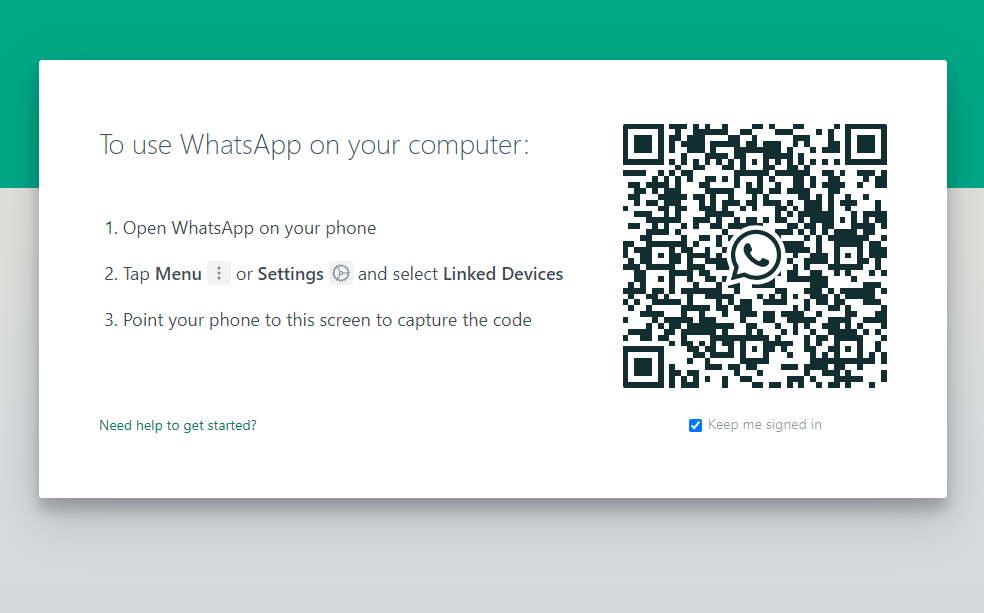 To use WhatsApp on your computer:
1. Open WhatsApp on your phone
2. Tap Menu or Settings and select Linked Devices
3. Point your phone to this screen to capture the code
Need help to get started?
Keep me signed in